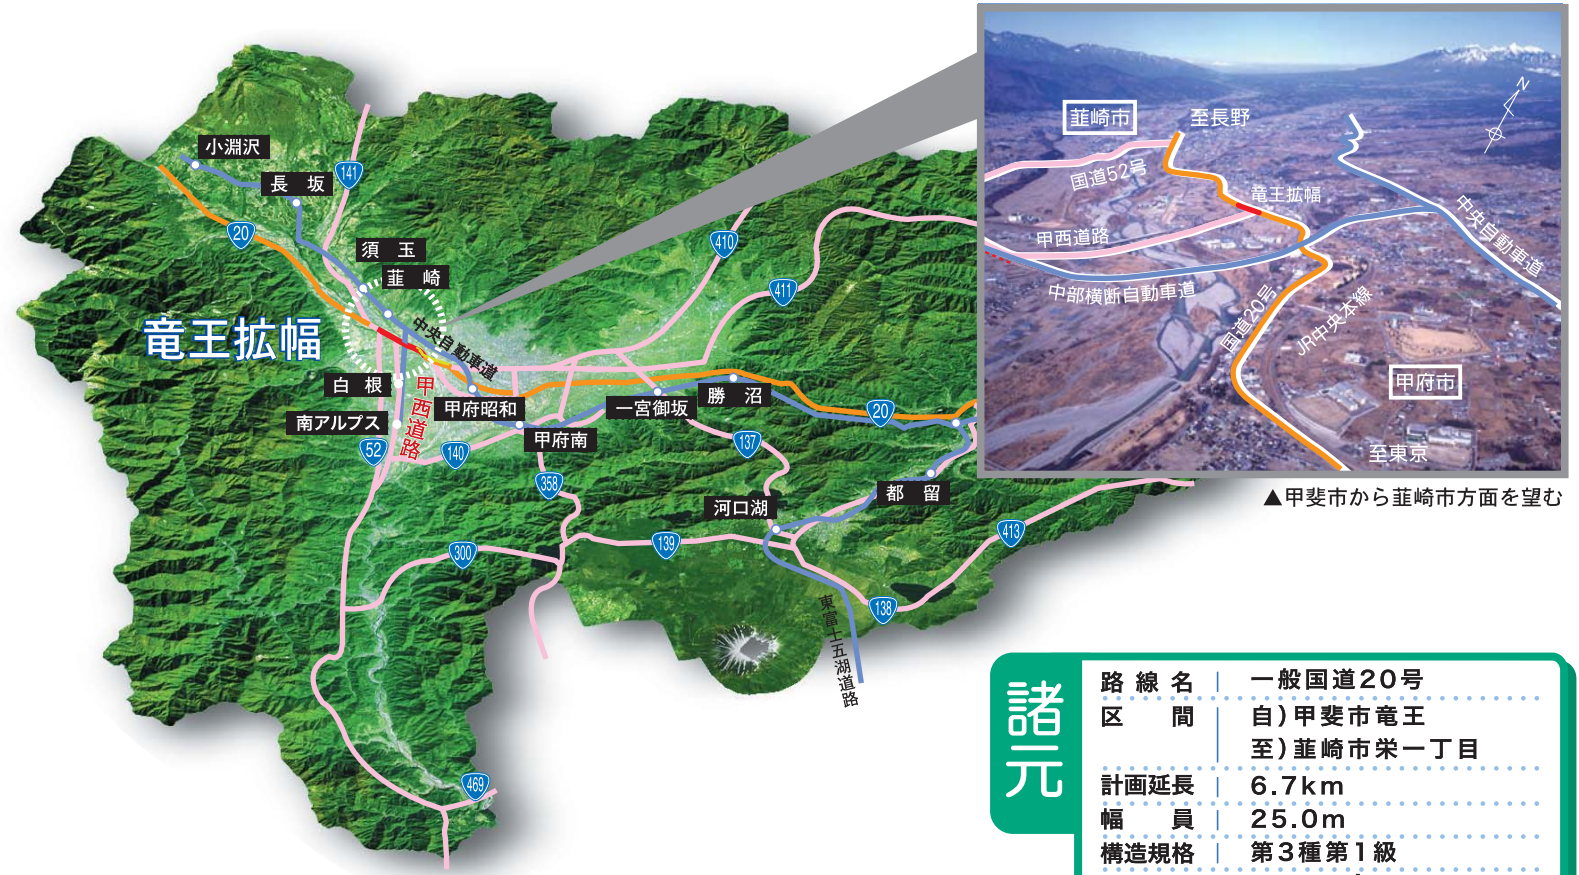 小淵沢
長坂
141
20
須玉
韮崎
竜王拡幅
中央自動車道
白根
南アルプス
甲西道路
甲府昭和
甲府南
一宮御坂
勝沼
410
411
20
52
140
358
137
河口湖
都留
300
139
413
138
東富士五湖道路
469
韮崎市
至長野
N
国道52号
竜王拡幅
甲西道路
中部横断自動車道
中央自動車道
国道20号
JR中央本線
甲府市
至東京
▲甲斐市から韮崎市方面を望む
諸元
路線名 一般国道20号
区間 自)甲斐市竜王
至)韮崎市栄一丁目
計画延長 6.7km
幅員 25.0m
構造規格 第3種第1級